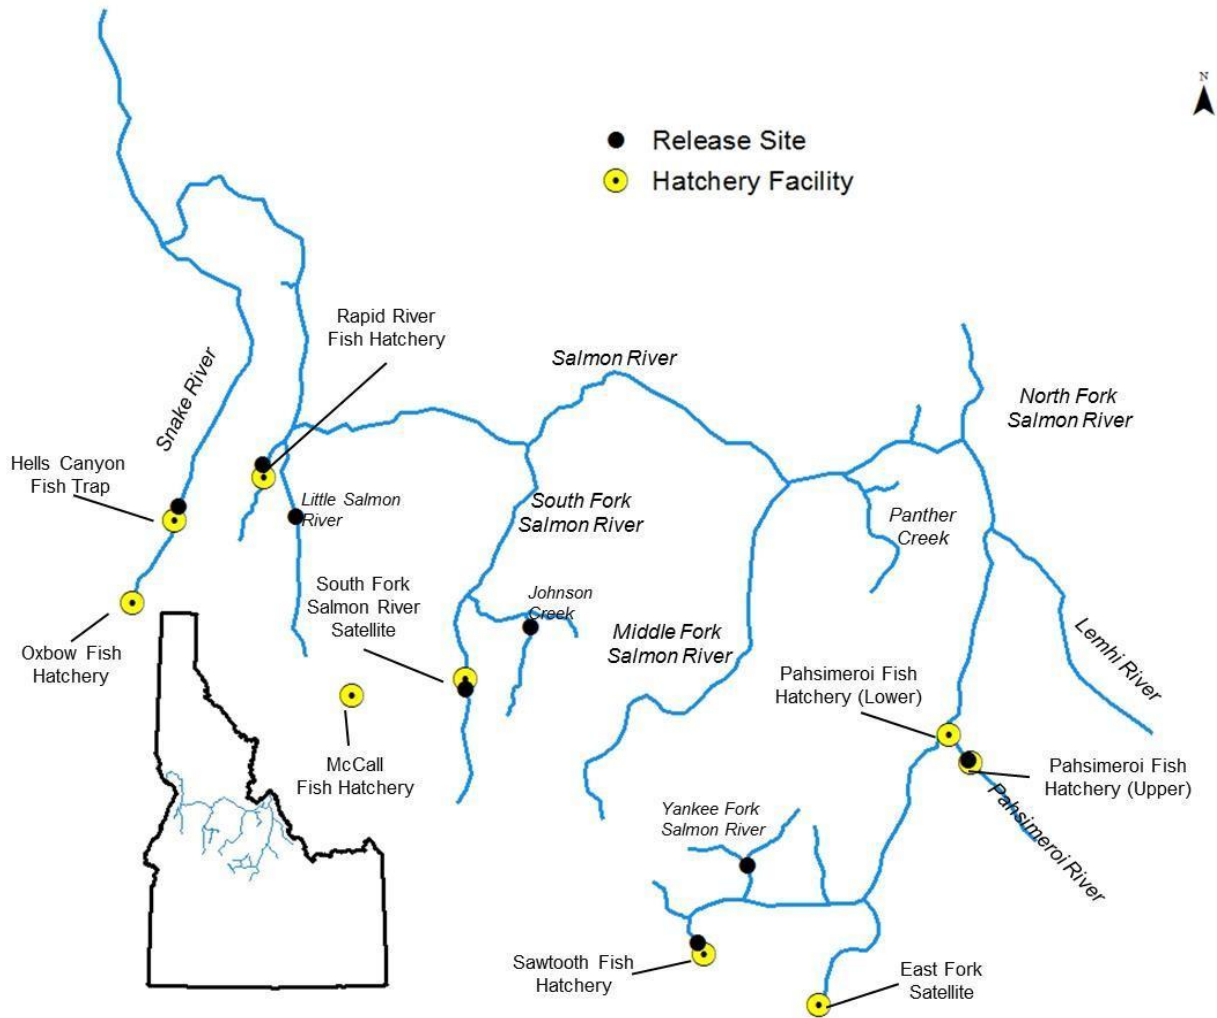 N
Release Site
Hatchery Facility
Rapid River
Fish Hatchery
Salmon River
Snake River
North Fork
Salmon River
Hells Canyon
Fish Trap
Little Salmon
River
South Fork
Salmon River
Panther
Creek
South Fork
Salmon River
Satellite
Johnson
Creek
Middle Fork
Salmon River
Lemhi River
Oxbow Fish
Hatchery
Pahsimeroi Fish
Hatchery (Lower)
McCall
Fish Hatchery
Pahsimeroi Fish
Hatchery (Upper)
Pahsimeroi River
Yankee Fork
Salmon River
Sawtooth Fish
Hatchery
East Fork
Satellite